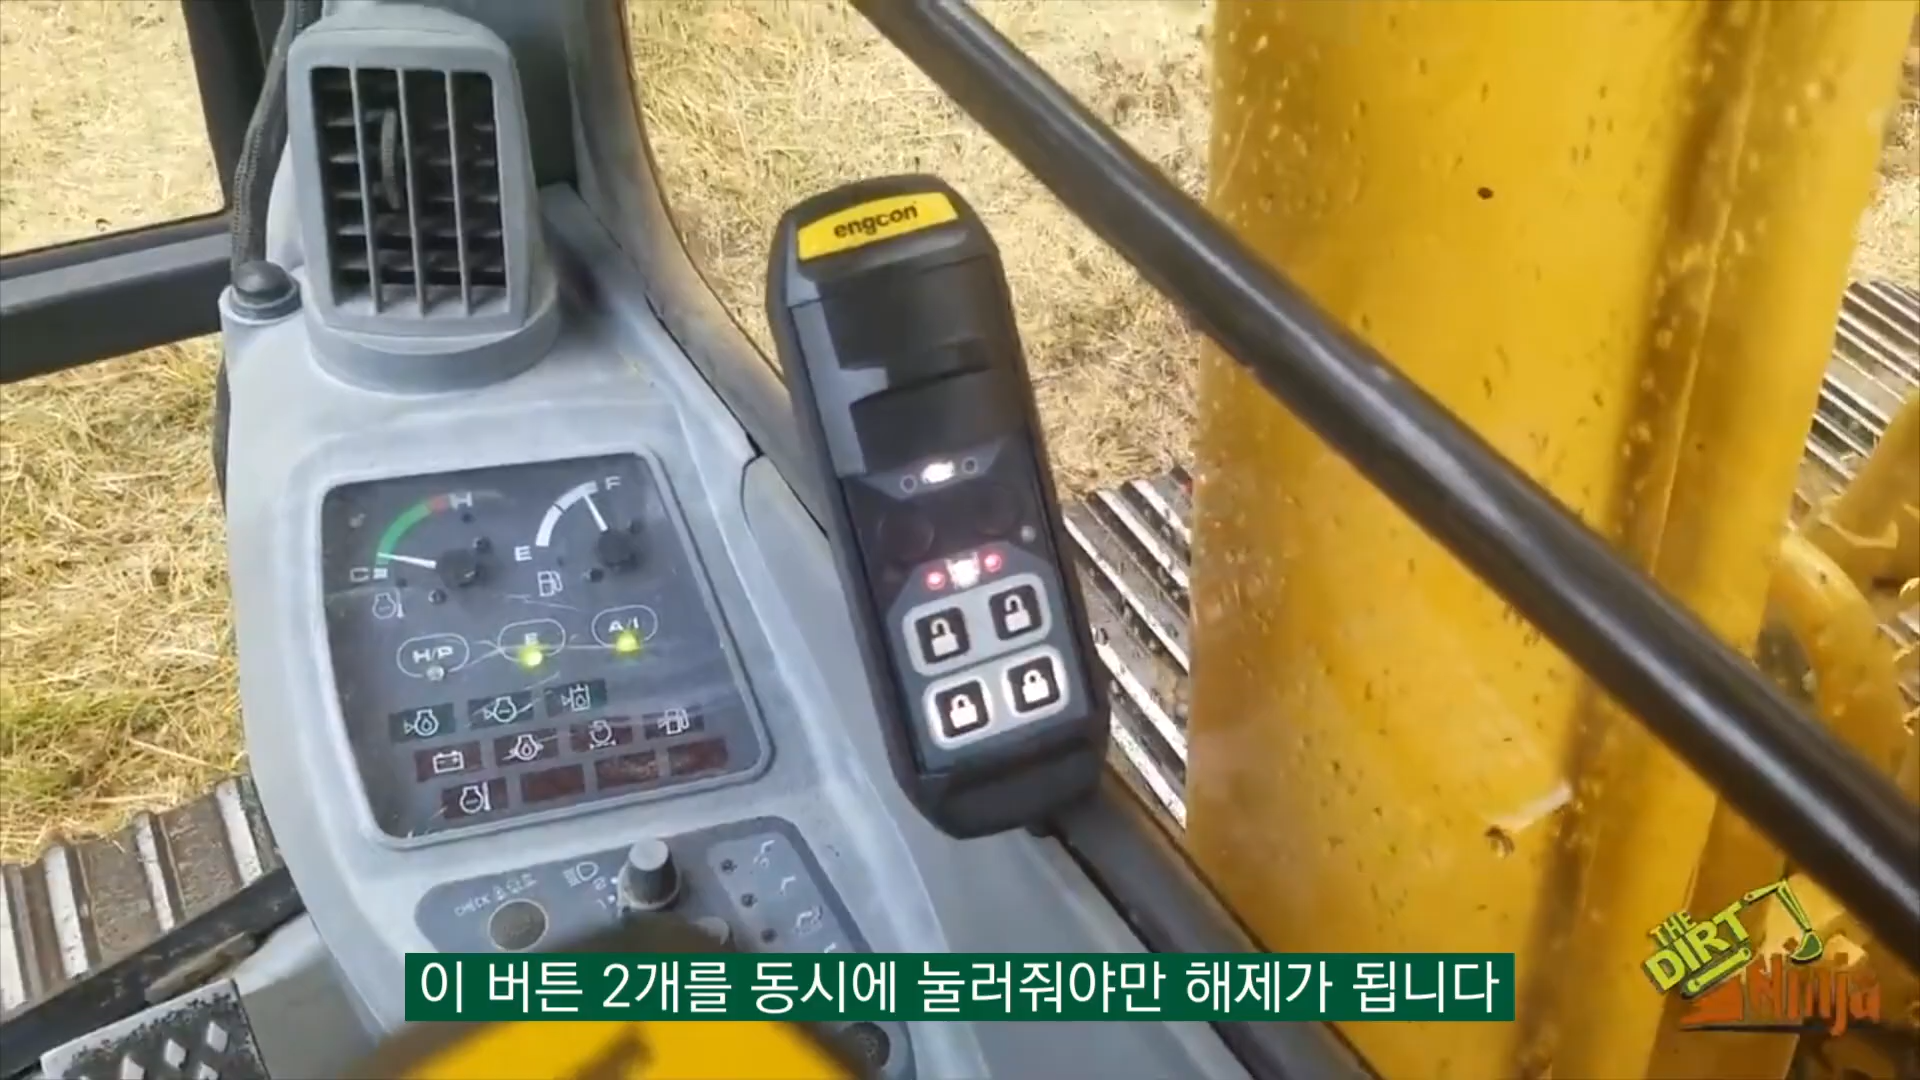 engcon
H
F
E
C
H/P
E
A/I
CHECK
이 버튼 2개를 동시에 눌러줘야만 해제가 됩니다
THE
DIRT
Ninja